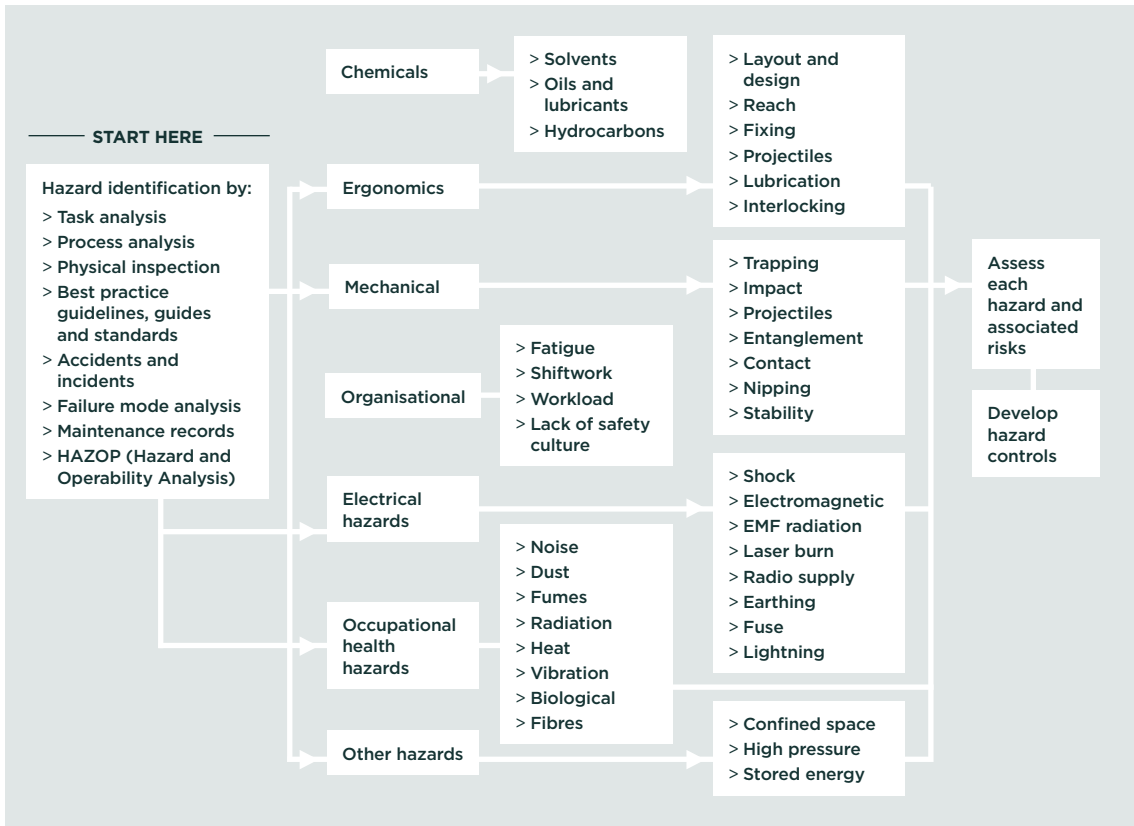 START HERE
Hazard identification by:
> Task analysis
> Process analysis
> Physical inspection
> Best practice
guidelines, guides
and standards
> Accidents and
incidents
> Failure mode analysis
> Maintenance records
> HAZOP (Hazard and
Operability Analysis)
Chemicals
> Solvents
> Oils and
lubricants
> Hydrocarbons
Ergonomics
> Layout and
design
> Reach
> Fixing
> Projectiles
> Lubrication
> Interlocking
Mechanical
> Trapping
> Impact
> Projectiles
> Entanglement
> Contact
> Nipping
> Stability
Organisational
> Fatigue
> Shiftwork
> Workload
> Lack of safety
culture
Electrical
hazards
> Shock
> Electromagnetic
> EMF radiation
> Laser burn
> Radio supply
> Earthing
> Fuse
> Lightning
Occupational
health
hazards
> Noise
> Dust
> Fumes
> Radiation
> Heat
> Vibration
> Biological
> Fibres
Other hazards
> Confined space
> High pressure
> Stored energy
Assess
each
hazard and
associated
risks
Develop
hazard
controls